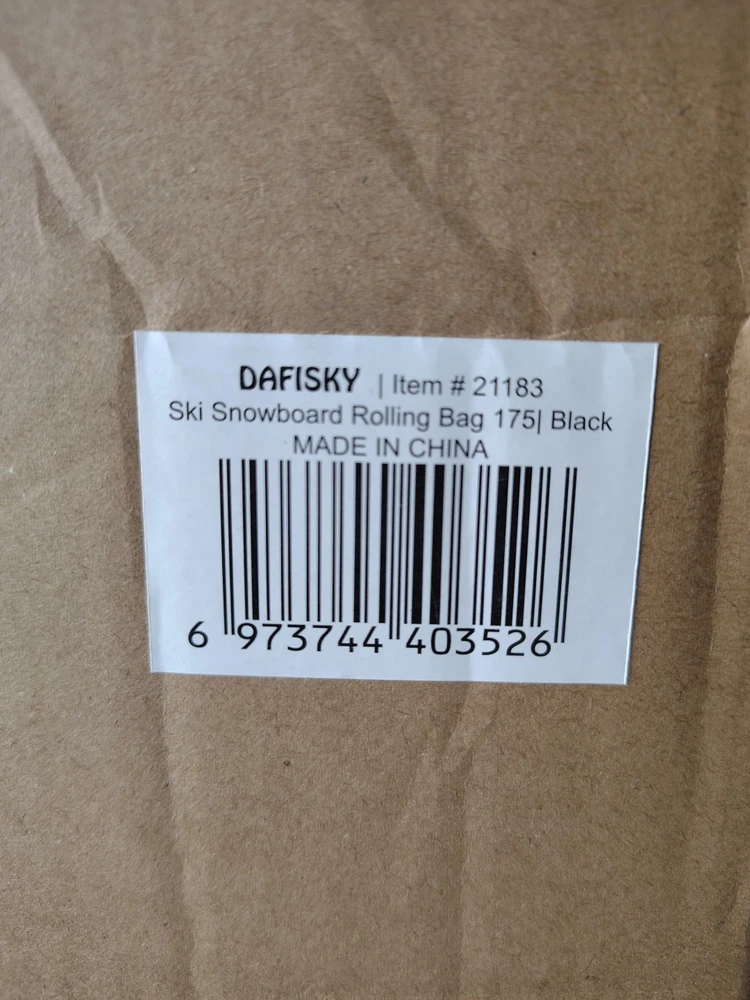 DAFISKY | Item # 21183
Ski Snowboard Rolling Bag 175| Black
MADE IN CHINA
6 973744 403526